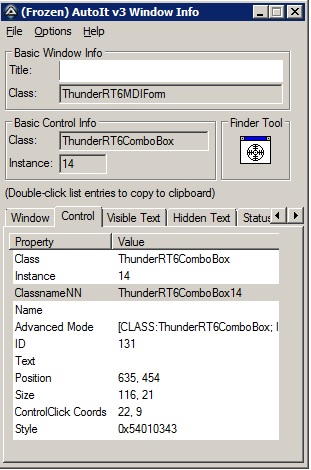 (Frozen) AutoIt v3 Window Info
File Options Help
Basic Window Info
Title:
Class: ThunderRT6MDIForm
Basic Control Info Finder Tool
Class: ThunderRT6ComboBox
Instance: 14
(Double-click list entries to copy to clipboard)
Window Control Visible Text Hidden Text Status
Property Value
Class ThunderRT6ComboBox
Instance 14
ClassnameNN ThunderRT6ComboBox14
Name
Advanced Mode [CLASS:ThunderRT6ComboBox; I
ID 131
Text
Position 635, 454
Size 116, 21
ControlClick Coords 22, 9
Style 0x54010343